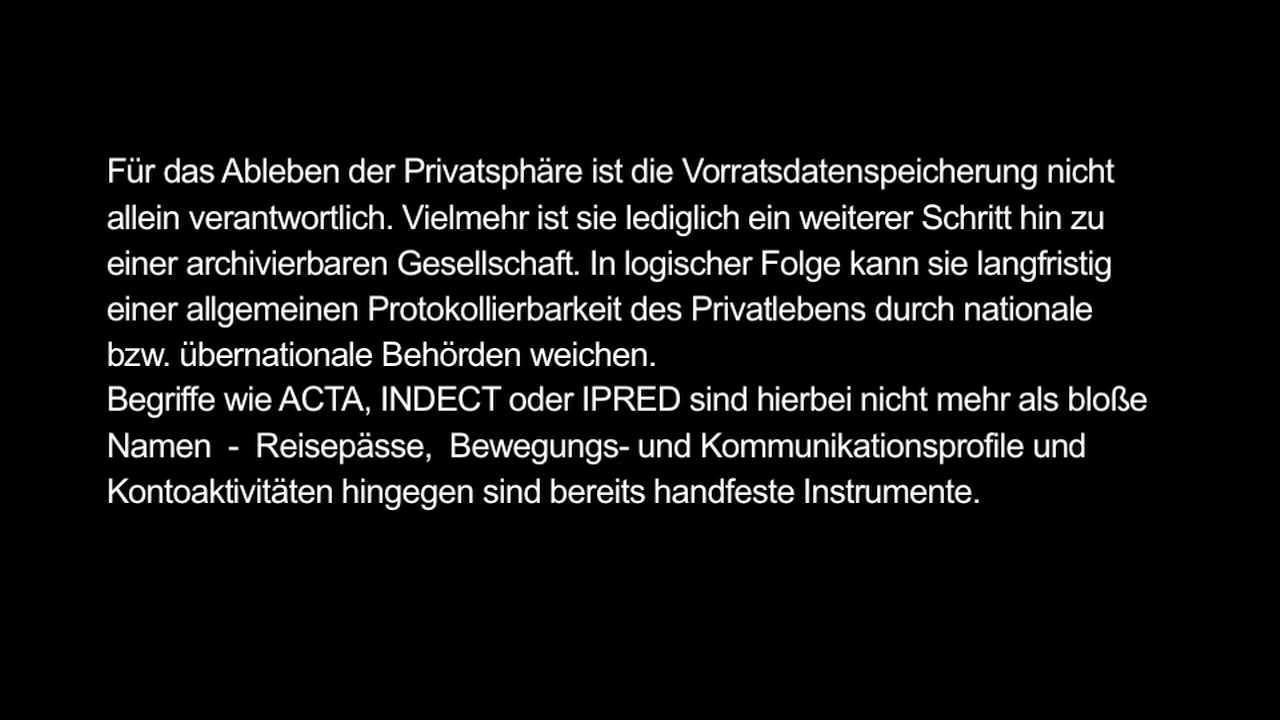 Für das Ableben der Privatsphäre ist die Vorratsdatenspeicherung nicht
allein verantwortlich. Vielmehr ist sie lediglich ein weiterer Schritt hin zu
einer archivierbaren Gesellschaft. In logischer Folge kann sie langfristig
einer allgemeinen Protokollierbarkeit des Privatlebens durch nationale
bzw. übernationale Behörden weichen.
Begriffe wie ACTA, INDECT oder IPRED sind hierbei nicht mehr als bloße
Namen  -  Reisepässe,  Bewegungs- und Kommunikationsprofile und
Kontoaktivitäten hingegen sind bereits handfeste Instrumente.